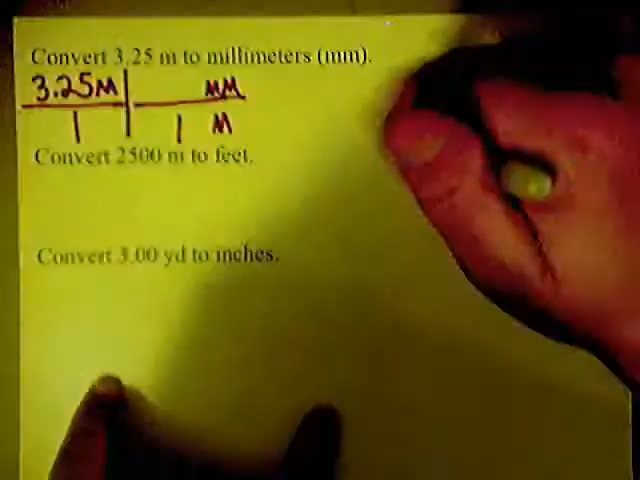 Convert 3.25 m to millimeters (mm).
3.25M MM
1 1 M
Convert 2500 m to feet.
Convert 3.00 yd to inches.